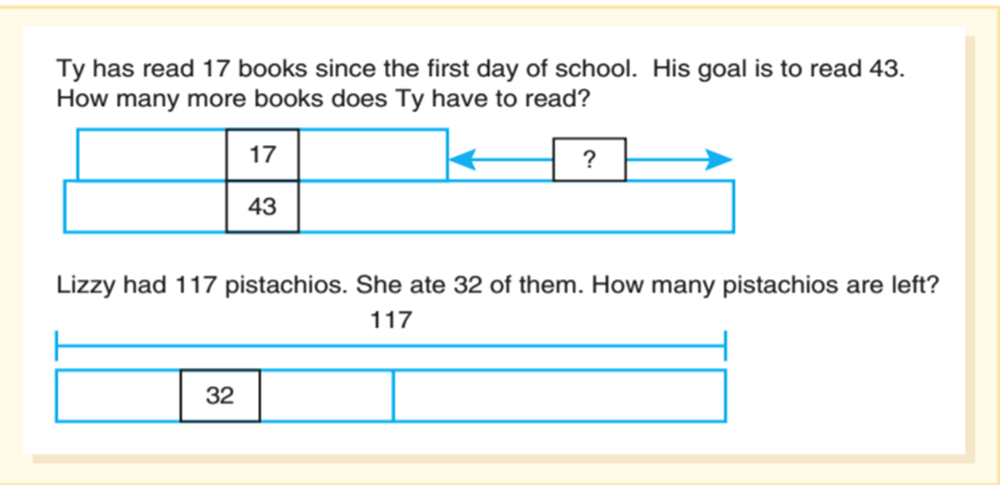 Ty has read 17 books since the first day of school.  His goal is to read 43.
How many more books does Ty have to read?
17
?
43
Lizzy had 117 pistachios. She ate 32 of them. How many pistachios are left?
117
32